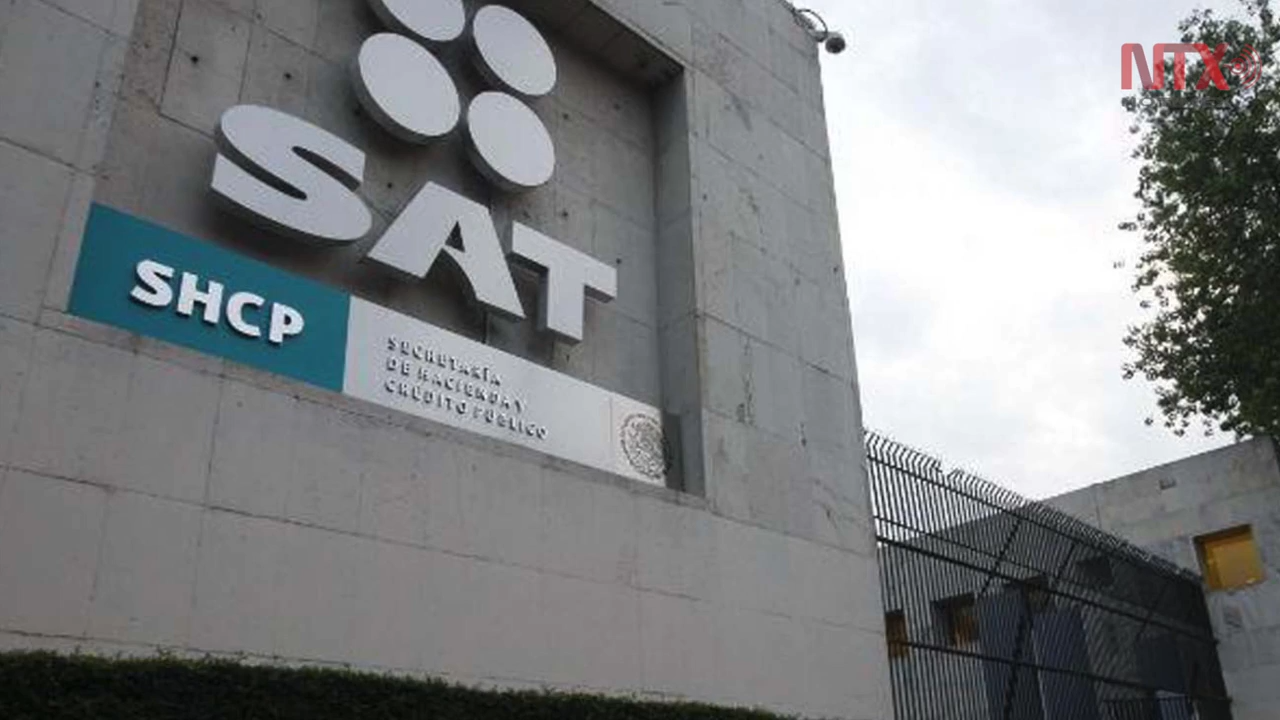 NTX
SAT
SHCP
SECRETARÍA
DE HACIENDA Y
CRÉDITO PÚBLICO